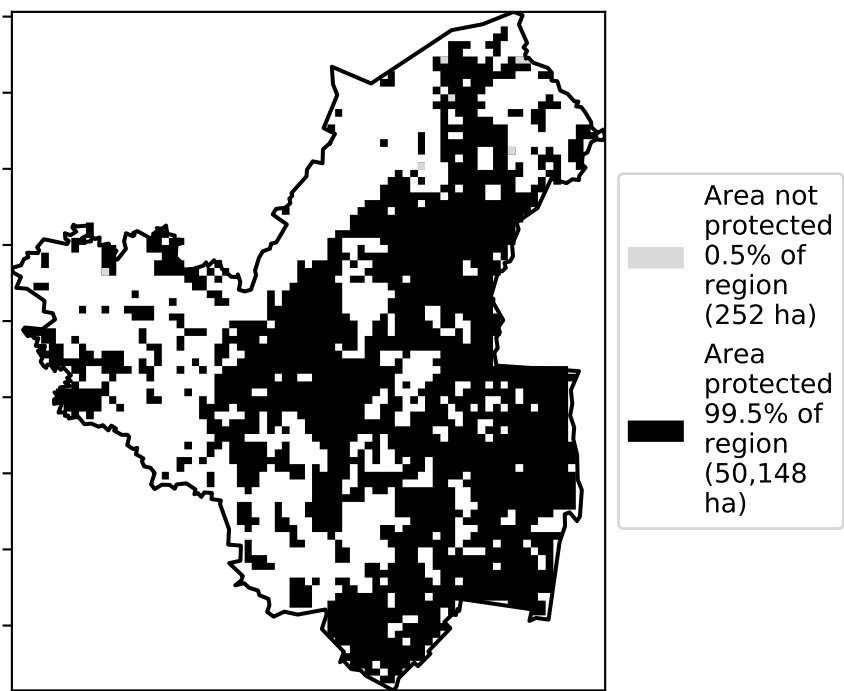 Area not
protected
0.5% of
region
(252 ha)
Area
protected
99.5% of
region
(50,148
ha)